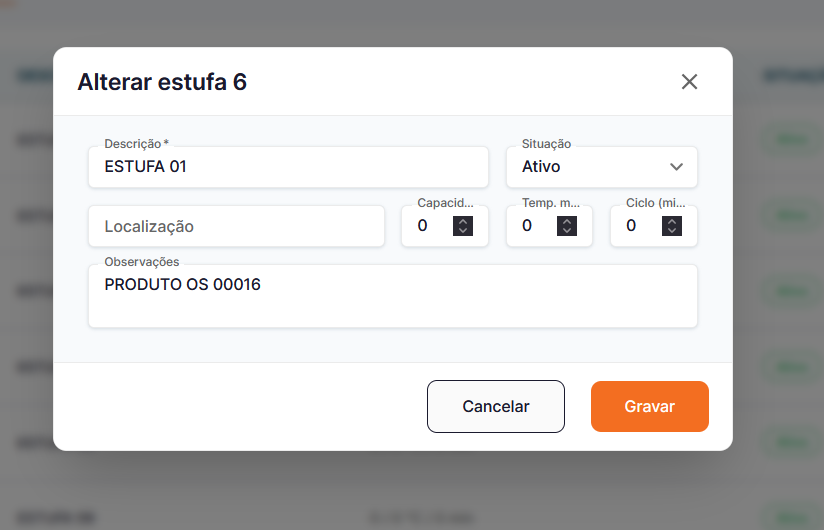 Alterar estufa 6
Descrição *
ESTUFA 01
Situação
Ativo
Localização
Capacid...
0
Temp. m...
0
Ciclo (mi...
0
Observações
PRODUTO OS 00016
Cancelar
Gravar